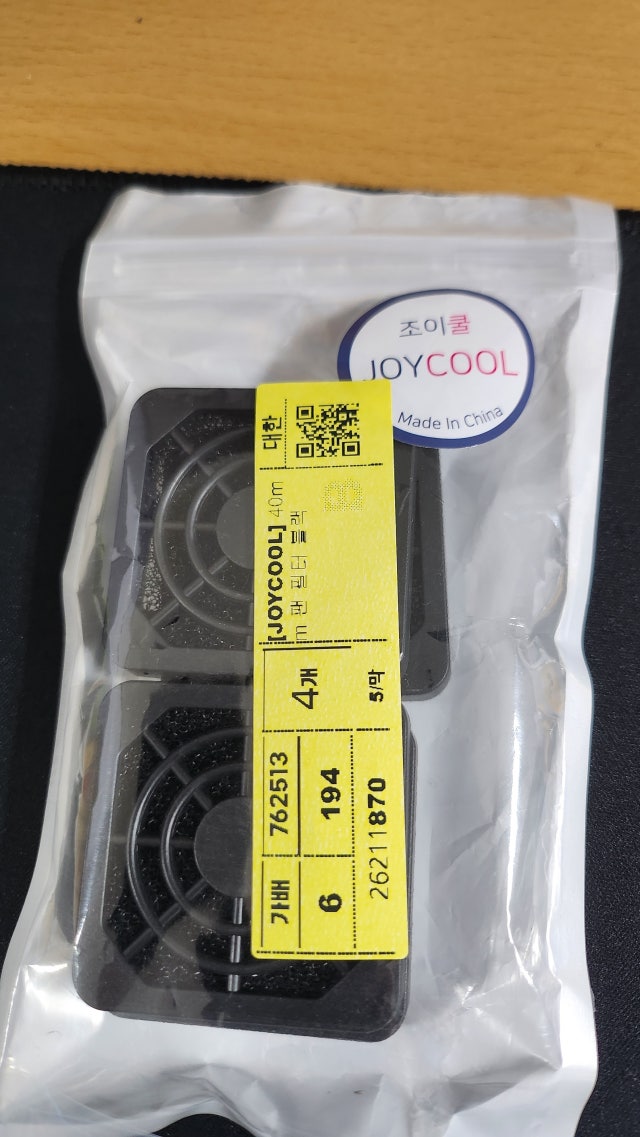 조이쿨
JOYCOOL
Made In China
대한
[JOYCOOL] 40m
m 팬 필터 블랙
4개
5/막
762513
194
가배
6
26211870